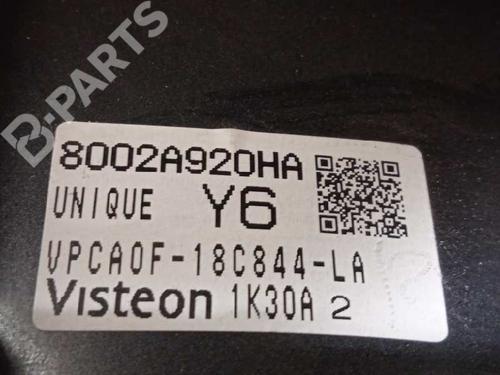 B-PARTS
8002A920HA
UNIQUE Y6
VPCA0F-18C844-LA
Visteon 1K30A 2